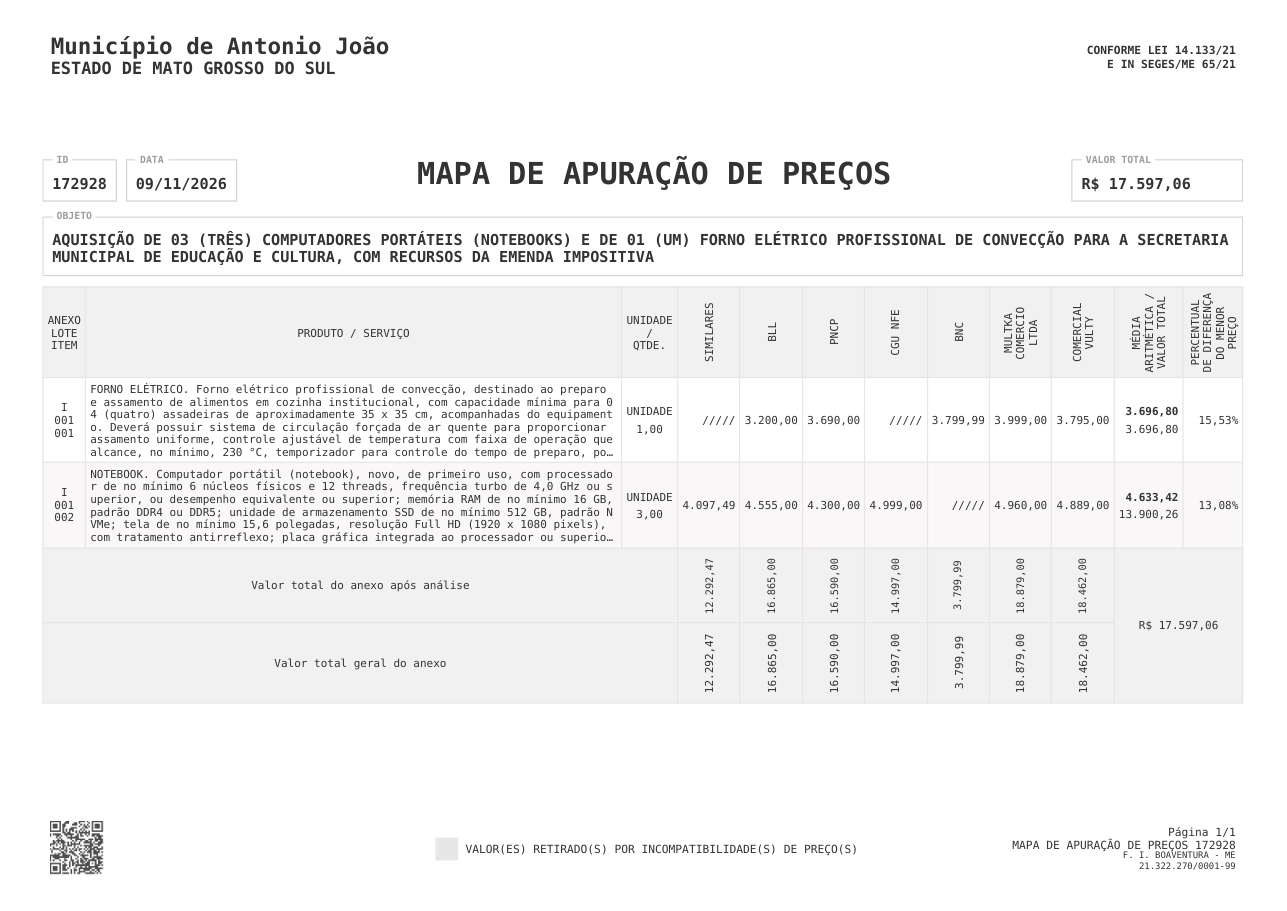 Município de Antonio João
ESTADO DE MATO GROSSO DO SUL
CONFORME LEI 14.133/21
E IN SEGES/ME 65/21
ID
172928
DATA
09/11/2026
MAPA DE APURAÇÃO DE PREÇOS
VALOR TOTAL
R$ 17.597,06
OBJETO
AQUISIÇÃO DE 03 (TRÊS) COMPUTADORES PORTÁTEIS (NOTEBOOKS) E DE 01 (UM) FORNO ELÉTRICO PROFISSIONAL DE CONVECÇÃO PARA A SECRETARIA
MUNICIPAL DE EDUCAÇÃO E CULTURA, COM RECURSOS DA EMENDA IMPOSITIVA
ANEXO
LOTE
ITEM
PRODUTO / SERVIÇO
UNIDADE
/
QTDE.
SIMILARES
BLL
PNCP
CGU NFE
BNC
MULTKA
COMERCIO
LTDA
COMERCIAL
VULTY
MÉDIA
ARITMÉTICA /
VALOR TOTAL
PERCENTUAL
DE DIFERENÇA
DO MENOR
PREÇO
I
001
001
FORNO ELÉTRICO. Forno elétrico profissional de convecção, destinado ao preparo
e assamento de alimentos em cozinha institucional, com capacidade mínima para 0
4 (quatro) assadeiras de aproximadamente 35 x 35 cm, acompanhadas do equipament
o. Deverá possuir sistema de circulação forçada de ar quente para proporcionar
assamento uniforme, controle ajustável de temperatura com faixa de operação que
alcance, no mínimo, 230 °C, temporizador para controle do tempo de preparo, po…
UNIDADE
1,00
/////
3.200,00
3.690,00
/////
3.799,99
3.999,00
3.795,00
3.696,80
3.696,80
15,53%
I
001
002
NOTEBOOK. Computador portátil (notebook), novo, de primeiro uso, com processado
r de no mínimo 6 núcleos físicos e 12 threads, frequência turbo de 4,0 GHz ou s
uperior, ou desempenho equivalente ou superior; memória RAM de no mínimo 16 GB,
padrão DDR4 ou DDR5; unidade de armazenamento SSD de no mínimo 512 GB, padrão N
VMe; tela de no mínimo 15,6 polegadas, resolução Full HD (1920 x 1080 pixels),
com tratamento antirreflexo; placa gráfica integrada ao processador ou superio…
UNIDADE
3,00
4.097,49
4.555,00
4.300,00
4.999,00
/////
4.960,00
4.889,00
4.633,42
13.900,26
13,08%
Valor total do anexo após análise
12.292,47
16.865,00
16.590,00
14.997,00
3.799,99
18.879,00
18.462,00
R$ 17.597,06
Valor total geral do anexo
12.292,47
16.865,00
16.590,00
14.997,00
3.799,99
18.879,00
18.462,00
VALOR(ES) RETIRADO(S) POR INCOMPATIBILIDADE(S) DE PREÇO(S)
Página 1/1
MAPA DE APURAÇÃO DE PREÇOS 172928
F. I. BOAVENTURA - ME
21.322.270/0001-99